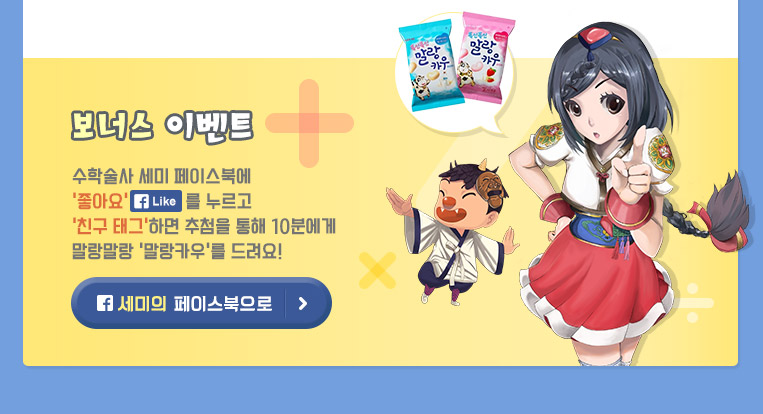 말랑
카우
말랑
카우
보너스 이벤트
수학술사 세미 페이스북에
'좋아요' f Like 를 누르고
'친구 태그'하면 추첨을 통해 10분에게
말랑말랑 '말랑카우'를 드려요!
f 세미의 페이스북으로 >